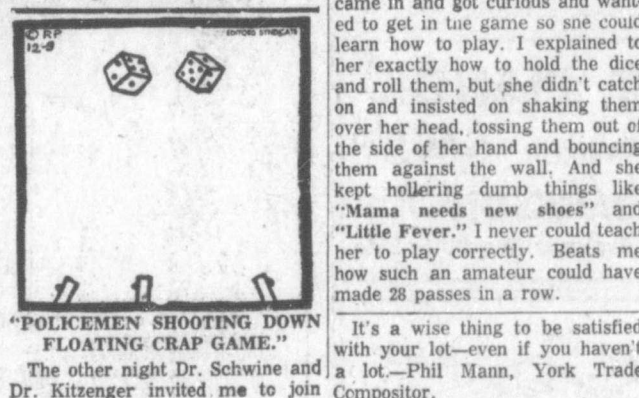 © RP
12-9
EDITORS SYNDICATE
"POLICEMEN SHOOTING DOWN
FLOATING CRAP GAME."
The other night Dr. Schwine and
Dr. Kitzenger invited me to join
came in and got curious and want
ed to get in the game so sne could
learn how to play. I explained to
her exactly how to hold the dice
and roll them, but she didn't catch
on and insisted on shaking them
over her head, tossing them out of
the side of her hand and bouncing
them against the wall. And she
kept hollering dumb things like
"Mama needs new shoes" and
"Little Fever." I never could teach
her to play correctly. Beats me
how such an amateur could have
made 28 passes in a row.
It's a wise thing to be satisfied
with your lot—even if you haven't
a lot.—Phil Mann, York Trade
Compositor.